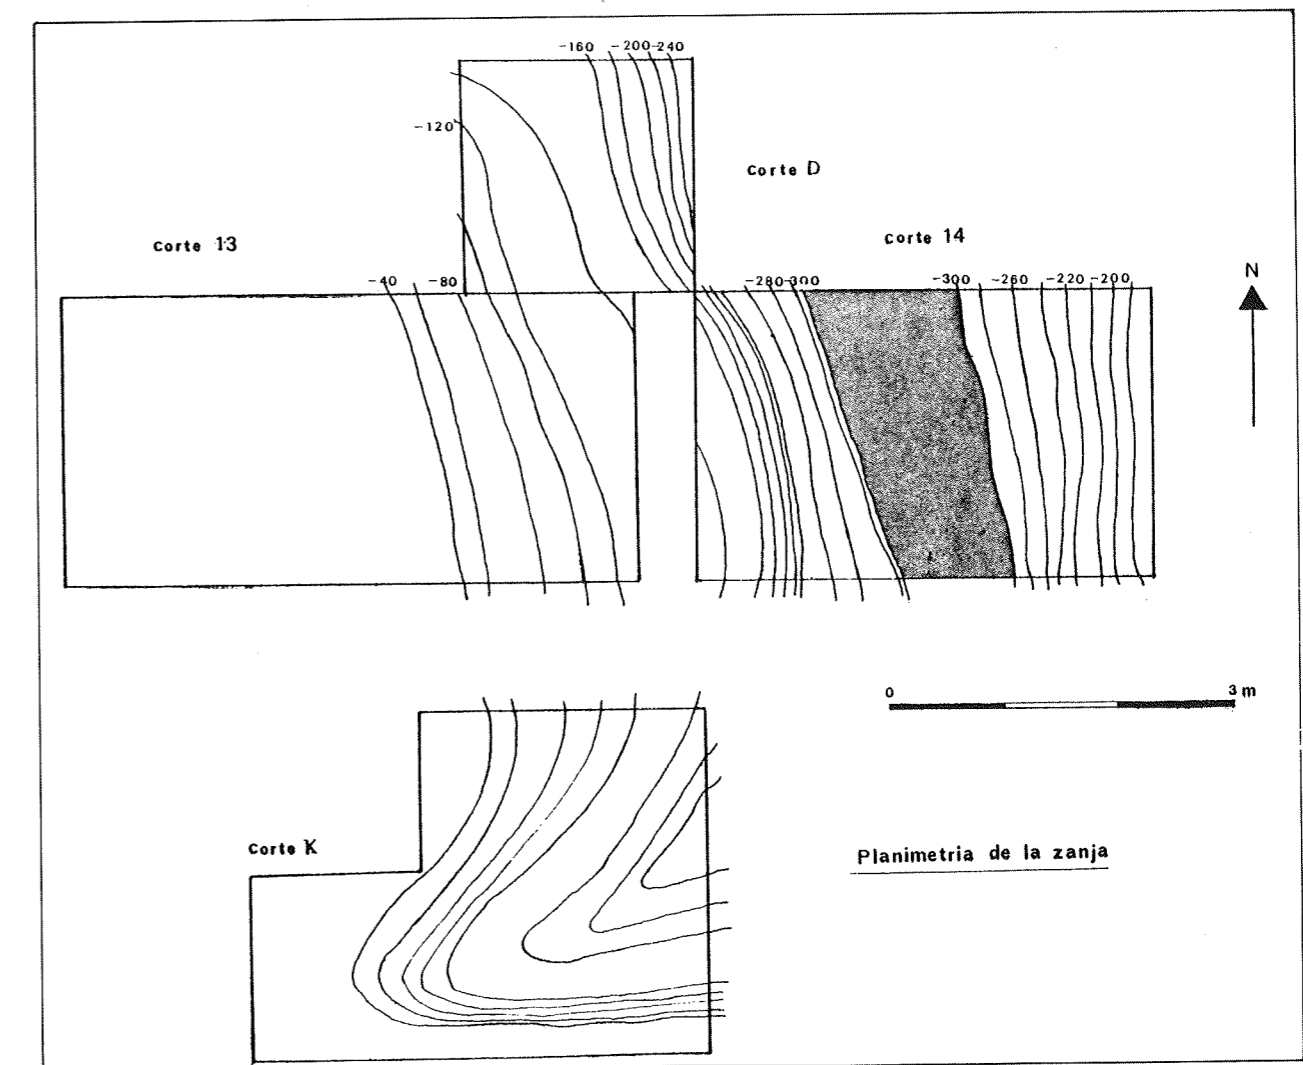 -160 -200-240
-120
Corte D
Corte 13
Corte 14
N
-40 -80 -280-300 -300 -260 -220 -200
0 3 m
Corte K
Planimetria de la zanja